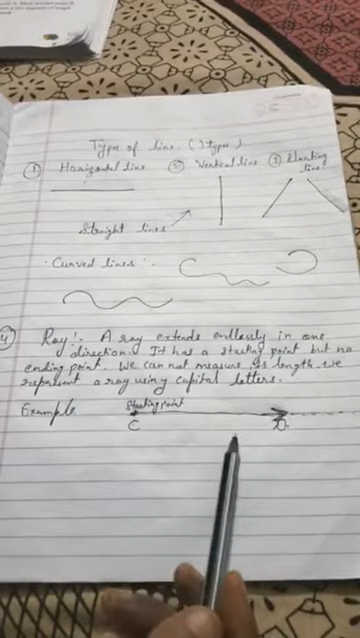 Types of line. (3 types)
① Horizontal line ② Vertical line ③ Slanting line
Straight lines
Curved lines
④ Ray:- A ray extends endlessly in one
direction. It has a starting point but no
ending point. We can not measure its length. We
represent a ray using capital letters.
Example Starting point
C D